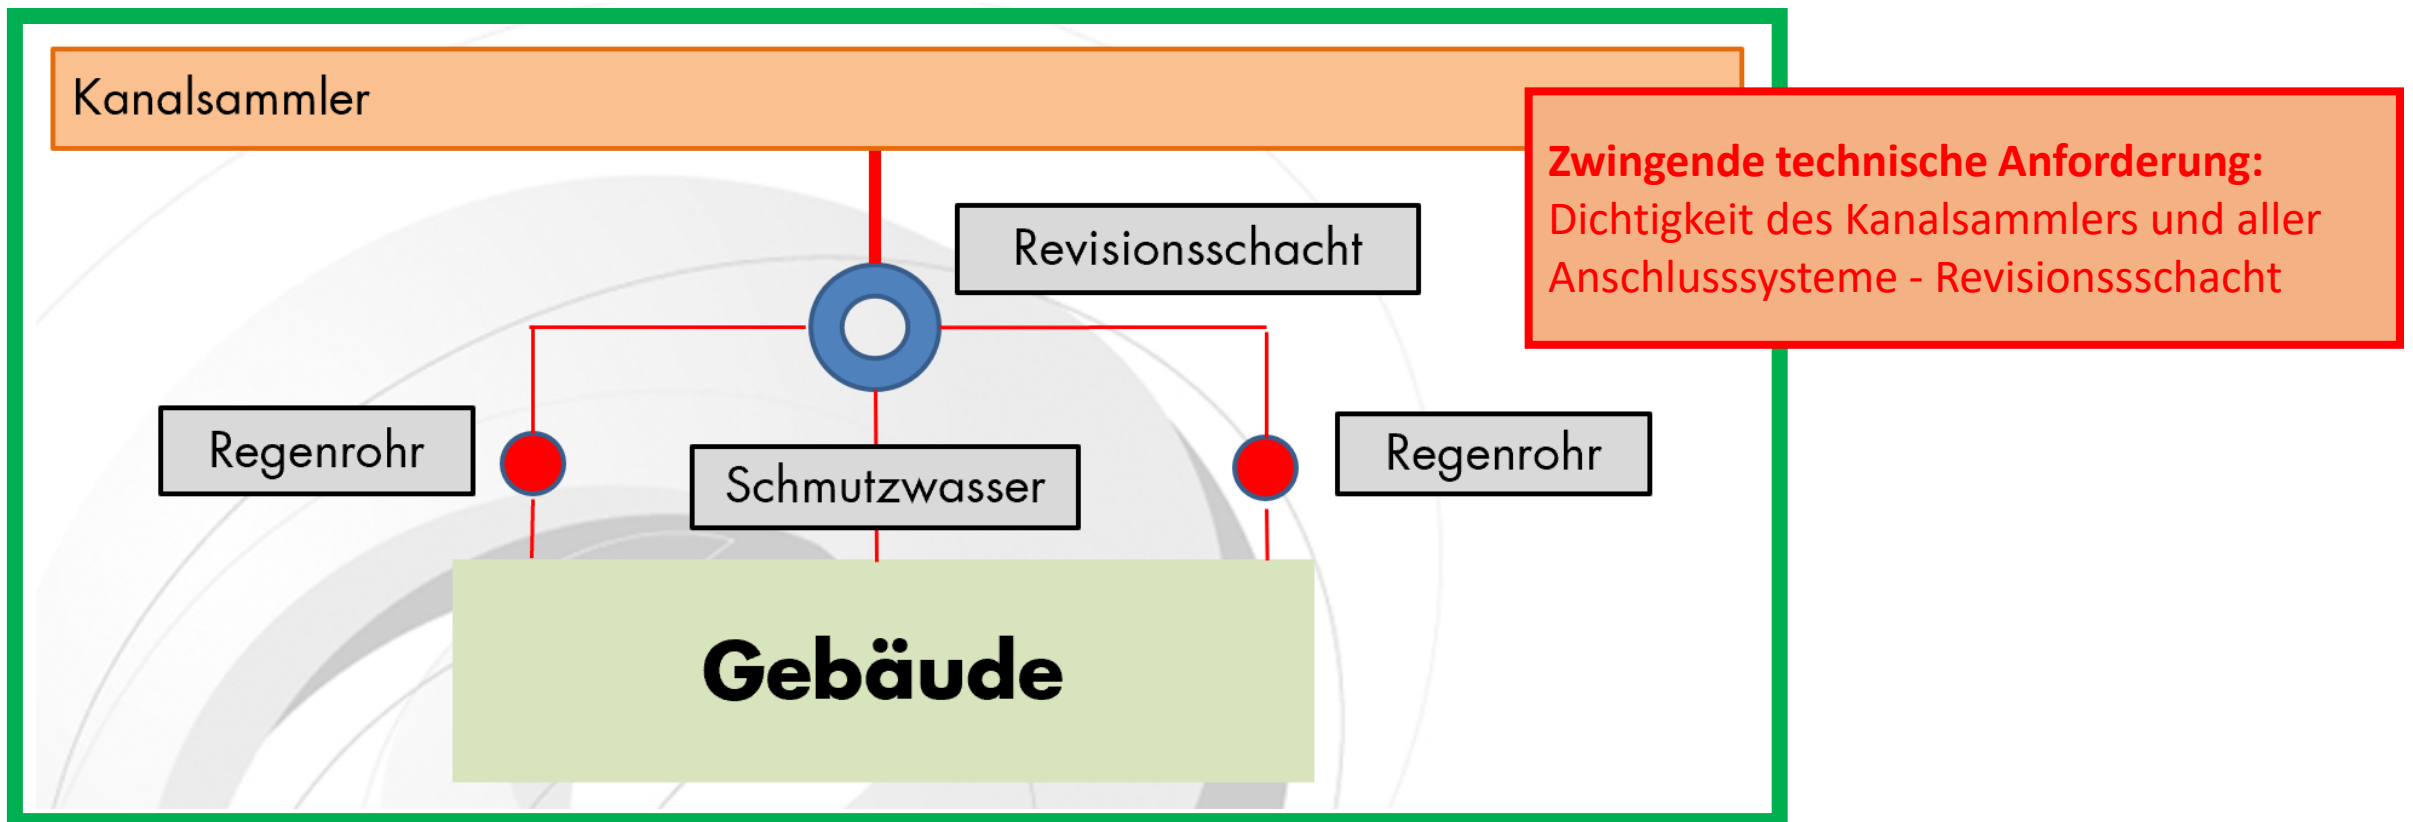 Kanalsammler
Zwingende technische Anforderung:
Dichtigkeit des Kanalsammlers und aller
Anschlusssysteme - Revisionssschacht
Revisionsschacht
Regenrohr
Schmutzwasser
Regenrohr
Gebäude